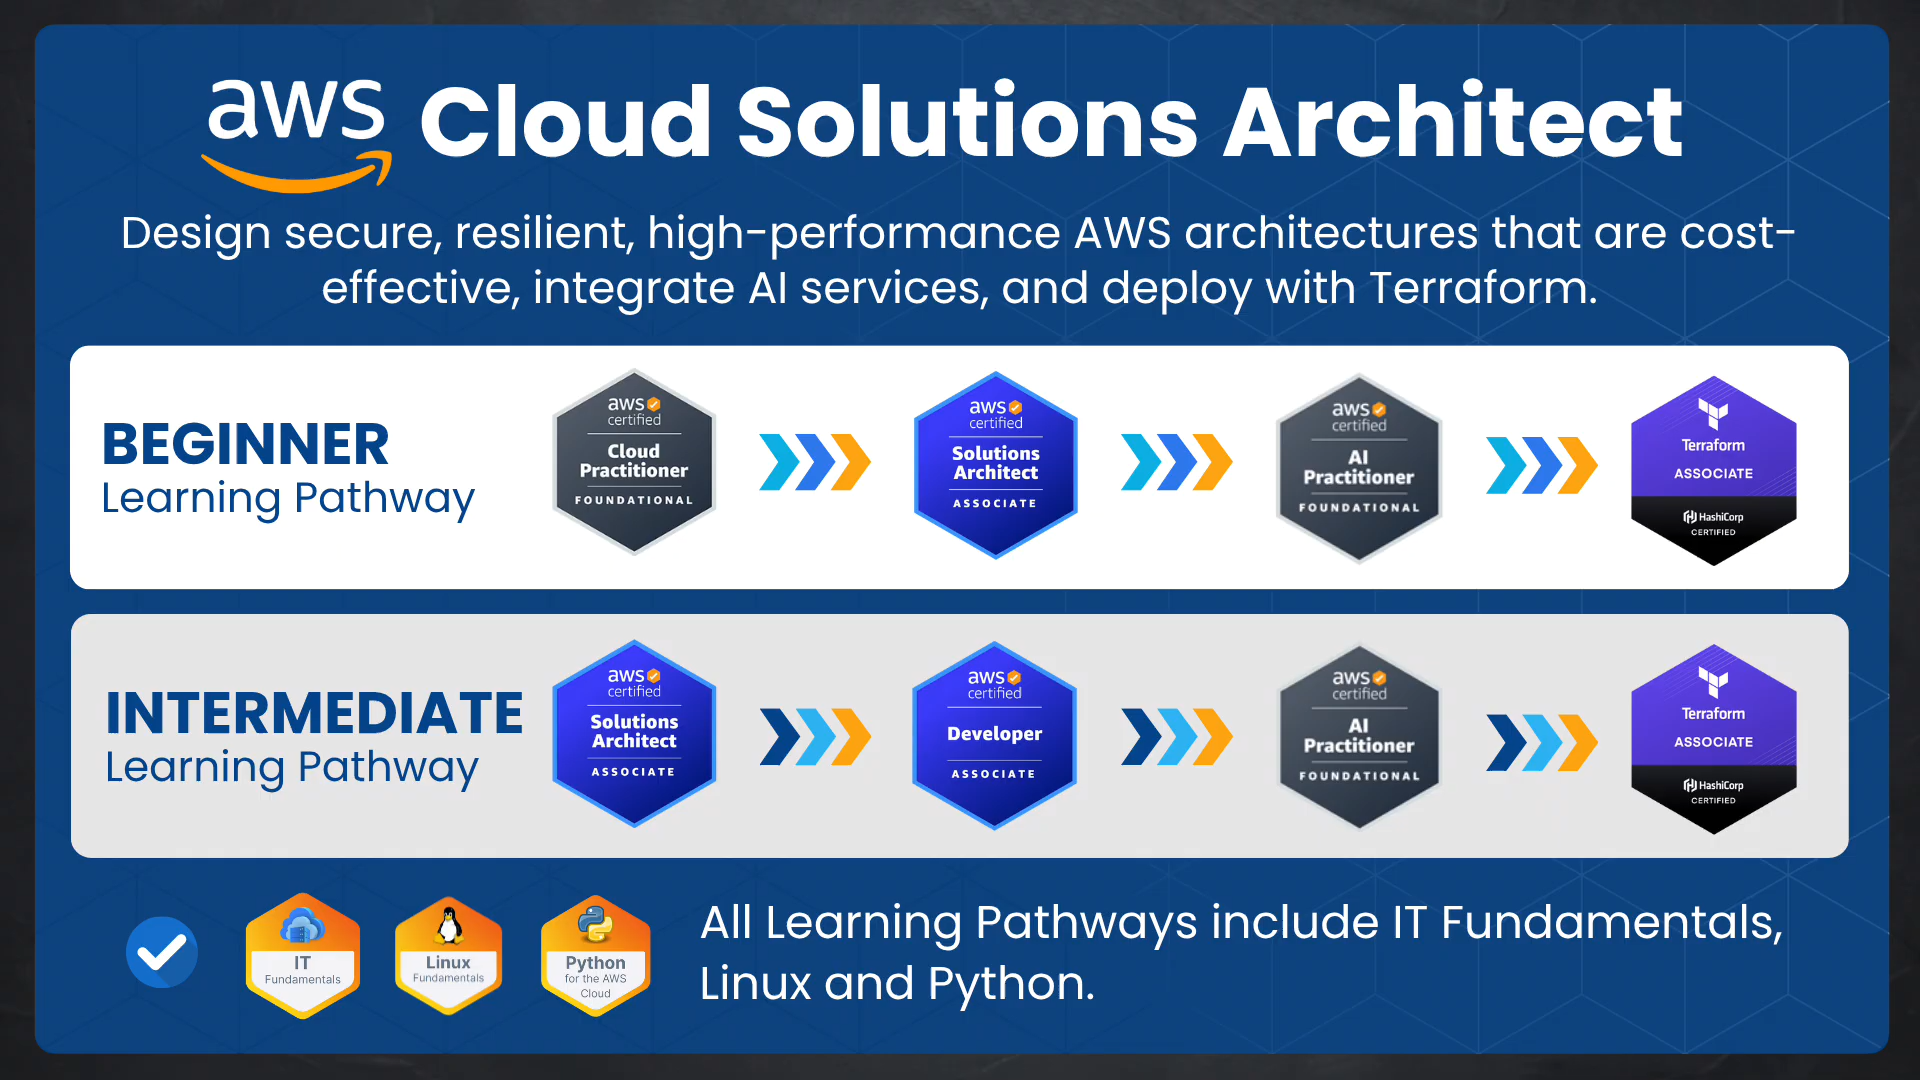 aws Cloud Solutions Architect
Design secure, resilient, high-performance AWS architectures that are cost-
effective, integrate AI services, and deploy with Terraform.
BEGINNER
Learning Pathway
aws
certified
Cloud
Practitioner
FOUNDATIONAL
aws
certified
Solutions
Architect
ASSOCIATE
aws
certified
AI
Practitioner
FOUNDATIONAL
Terraform
ASSOCIATE
HashiCorp
CERTIFIED
INTERMEDIATE
Learning Pathway
aws
certified
Solutions
Architect
ASSOCIATE
aws
certified
Developer
ASSOCIATE
aws
certified
AI
Practitioner
FOUNDATIONAL
Terraform
ASSOCIATE
HashiCorp
CERTIFIED
IT
Fundamentals
Linux
Fundamentals
Python
for the AWS
Cloud
All Learning Pathways include IT Fundamentals,
Linux and Python.